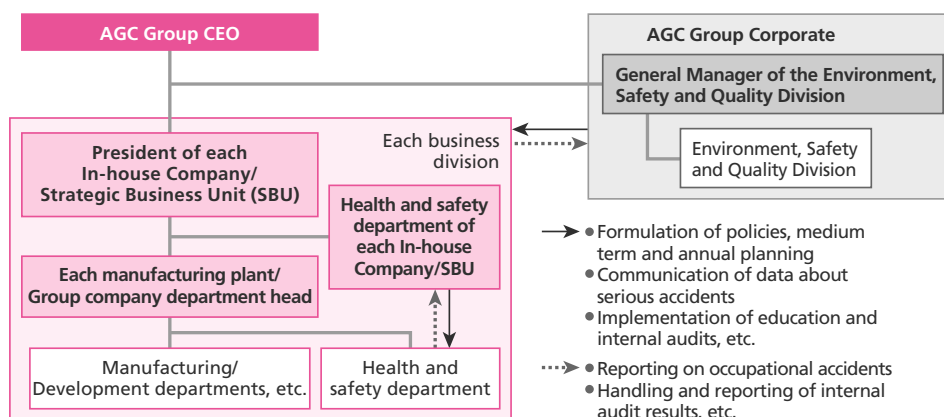 AGC Group CEO
AGC Group Corporate
General Manager of the Environment,
Safety and Quality Division
Environment, Safety
and Quality Division
Each business
division
President of each
In-house Company/
Strategic Business Unit (SBU)
Health and safety
department of
each In-house
Company/SBU
Each manufacturing plant/
Group company department head
Manufacturing/
Development departments, etc.
Health and
safety department
● Formulation of policies, medium
term and annual planning
● Communication of data about
serious accidents
● Implementation of education and
internal audits, etc.
● Reporting on occupational accidents
● Handling and reporting of internal
audit results, etc.